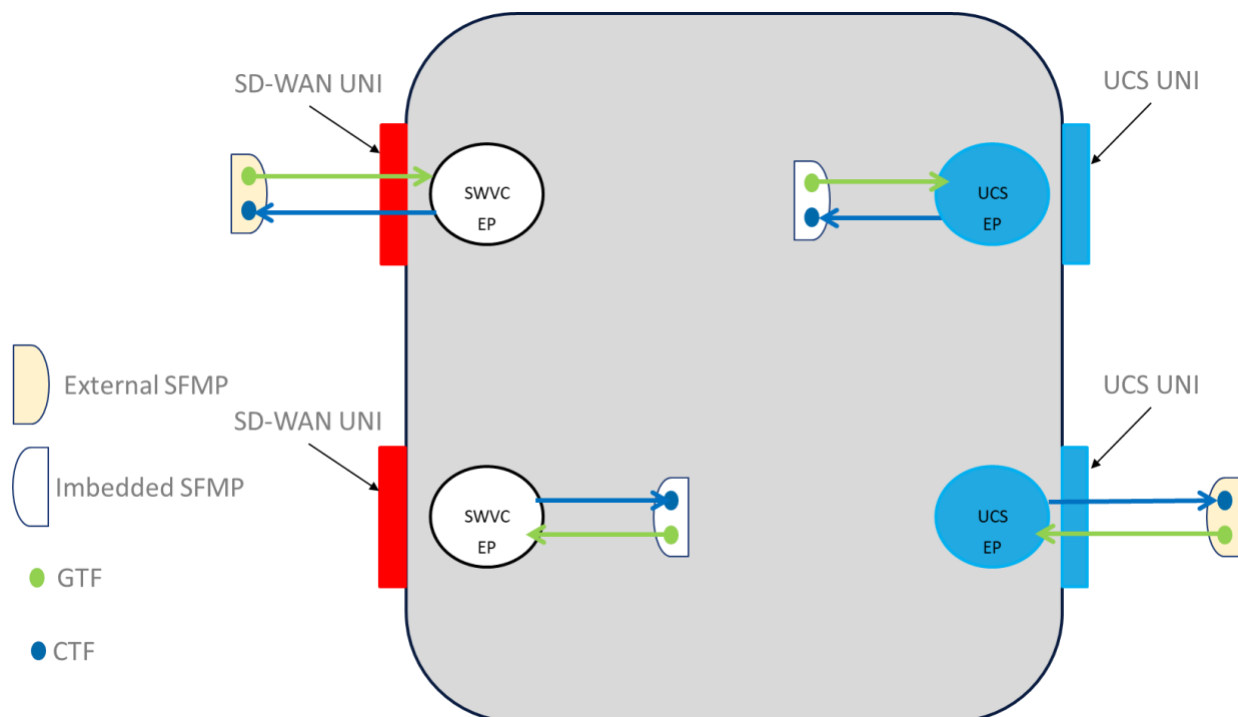 SD-WAN UNI
UCS UNI
SWVC
EP
UCS
EP
External SFMP
UCS UNI
SD-WAN UNI
Imbedded SFMP
SWVC
EP
UCS
EP
GTF
CTF